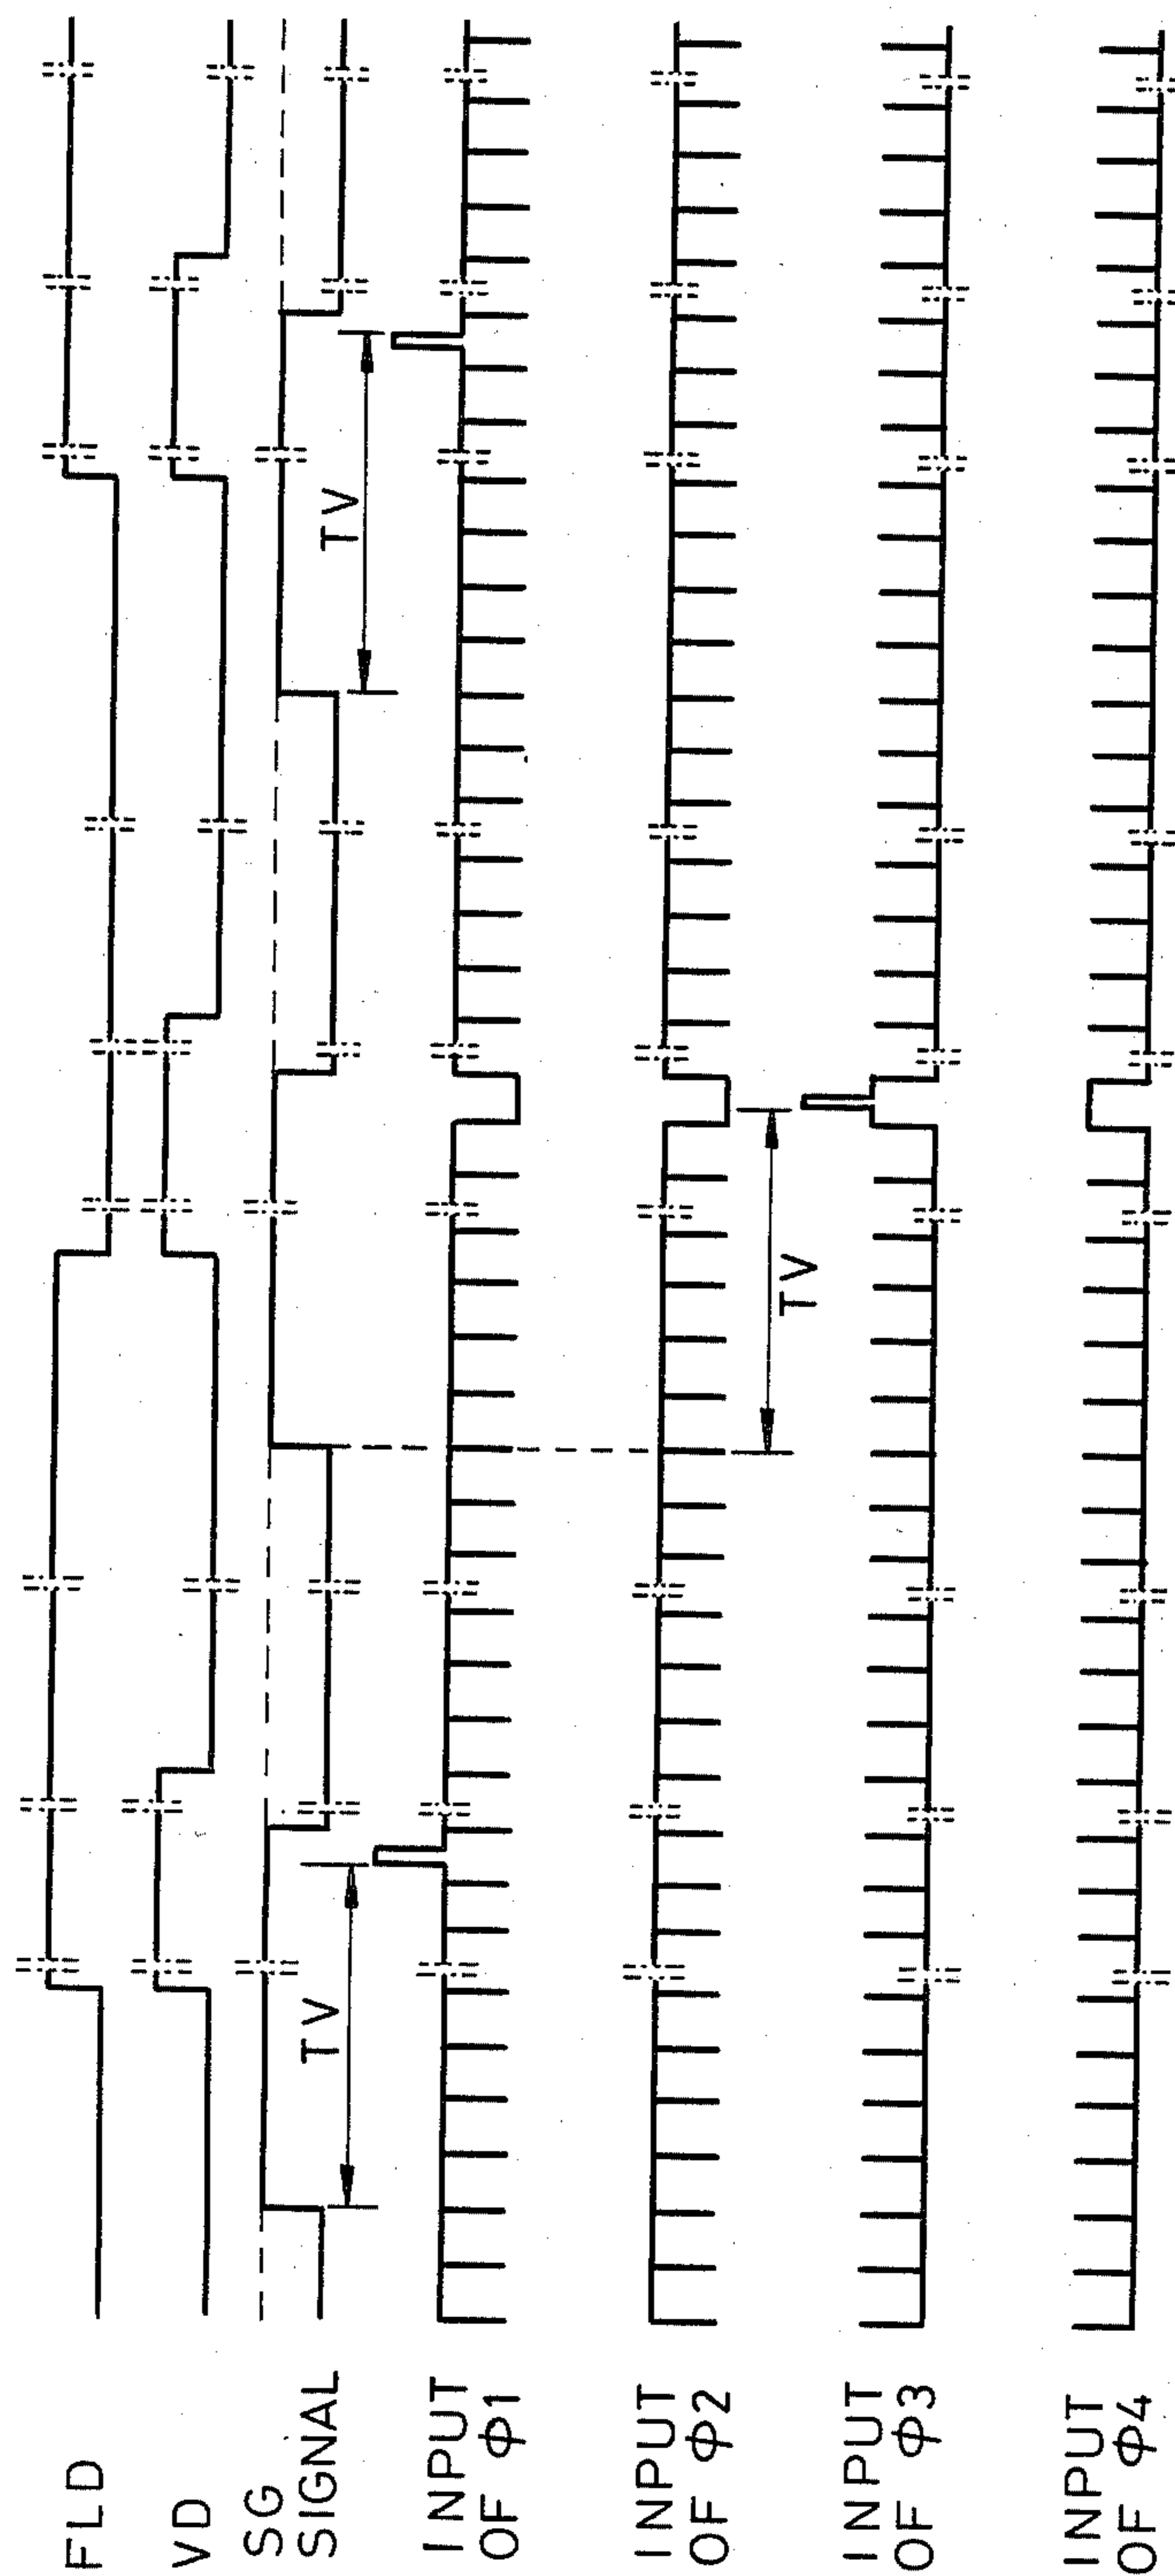 FLD
VD
SG
SIGNAL
TV
TV
INPUT
OF Φ1
INPUT
OF Φ2
TV
INPUT
OF Φ3
INPUT
OF Φ4